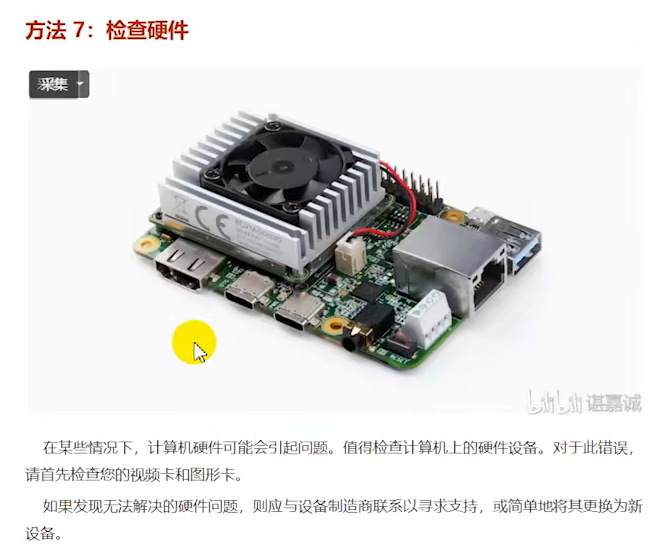 方法 7：检查硬件
采集
CE
bilibili 谌嘉诚
在某些情况下，计算机硬件可能会引起问题。值得检查计算机上的硬件设备。对于此错误，
请首先检查您的视频卡和图形卡。
如果发现无法解决的硬件问题，则应与设备制造商联系以寻求支持，或简单地将其更换为新
设备。